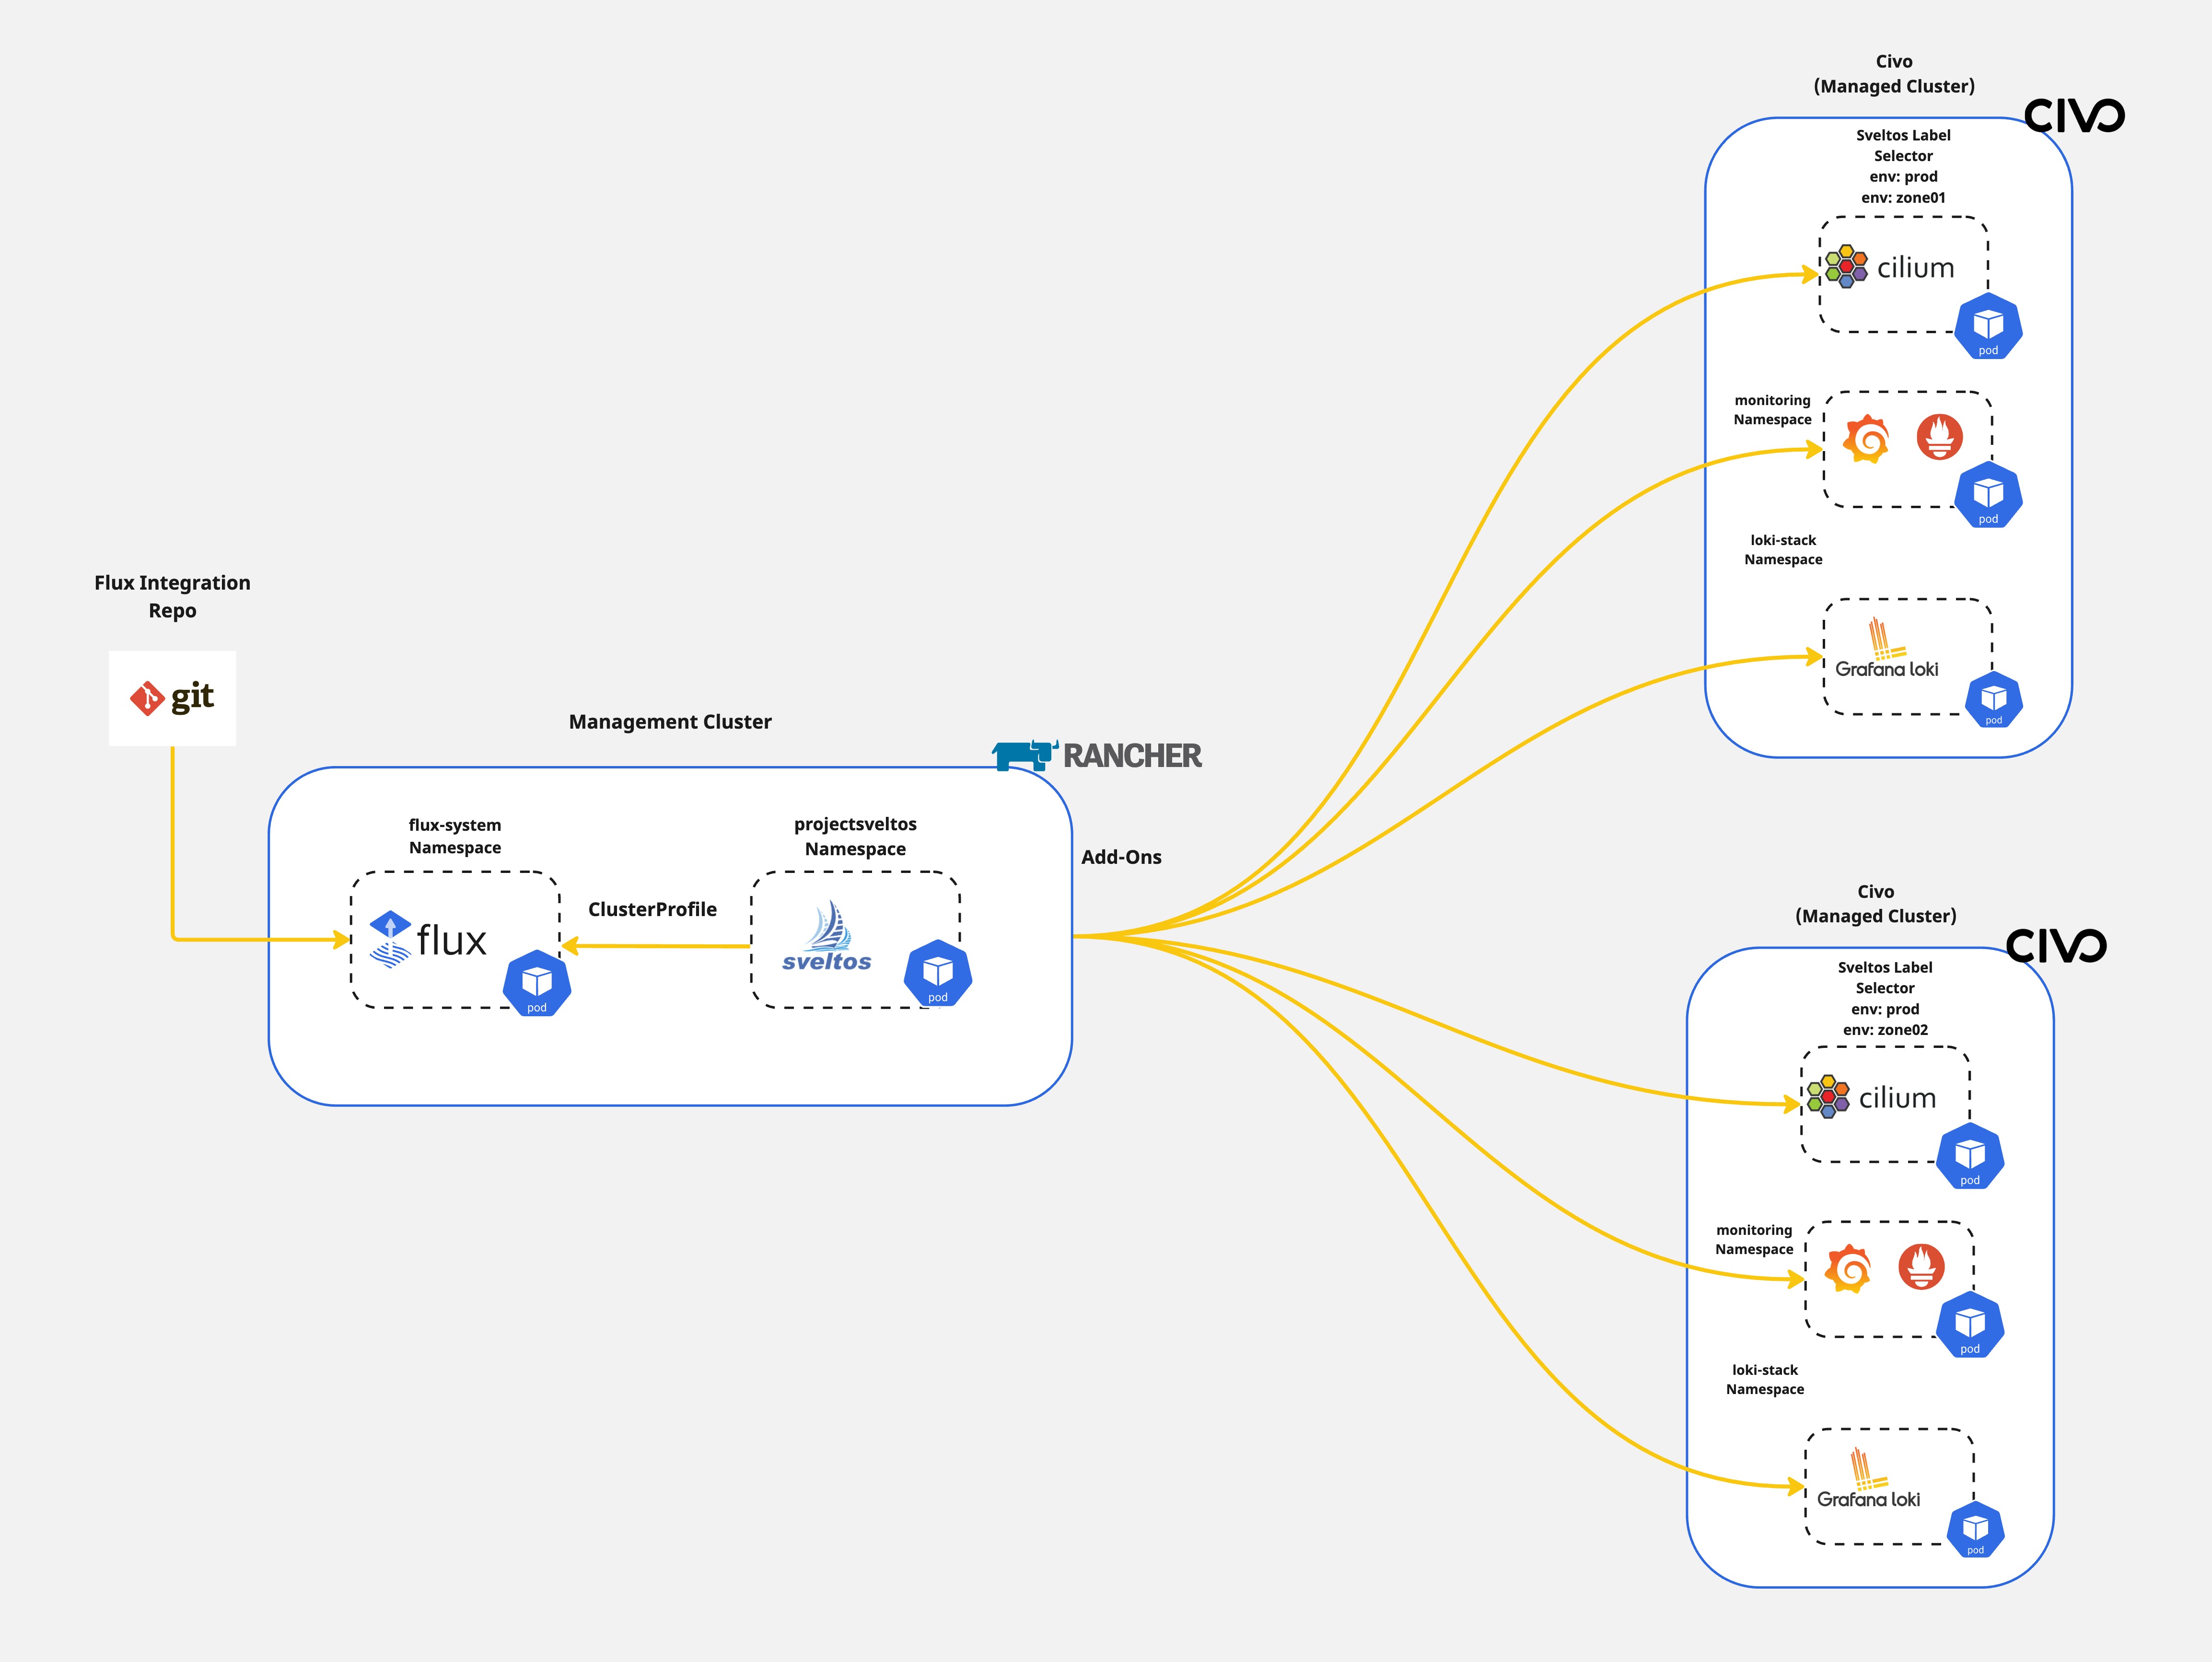 Flux Integration
Repo
git
Management Cluster
RANCHER
flux-system
Namespace
flux
pod
ClusterProfile
projectsveltos
Namespace
sveltos
pod
Add-Ons
Civo
(Managed Cluster)
CIVO
Sveltos Label
Selector
env: prod
env: zone01
cilium
pod
monitoring
Namespace
pod
loki-stack
Namespace
Grafana loki
pod
Civo
(Managed Cluster)
CIVO
Sveltos Label
Selector
env: prod
env: zone02
cilium
pod
monitoring
Namespace
pod
loki-stack
Namespace
Grafana loki
pod